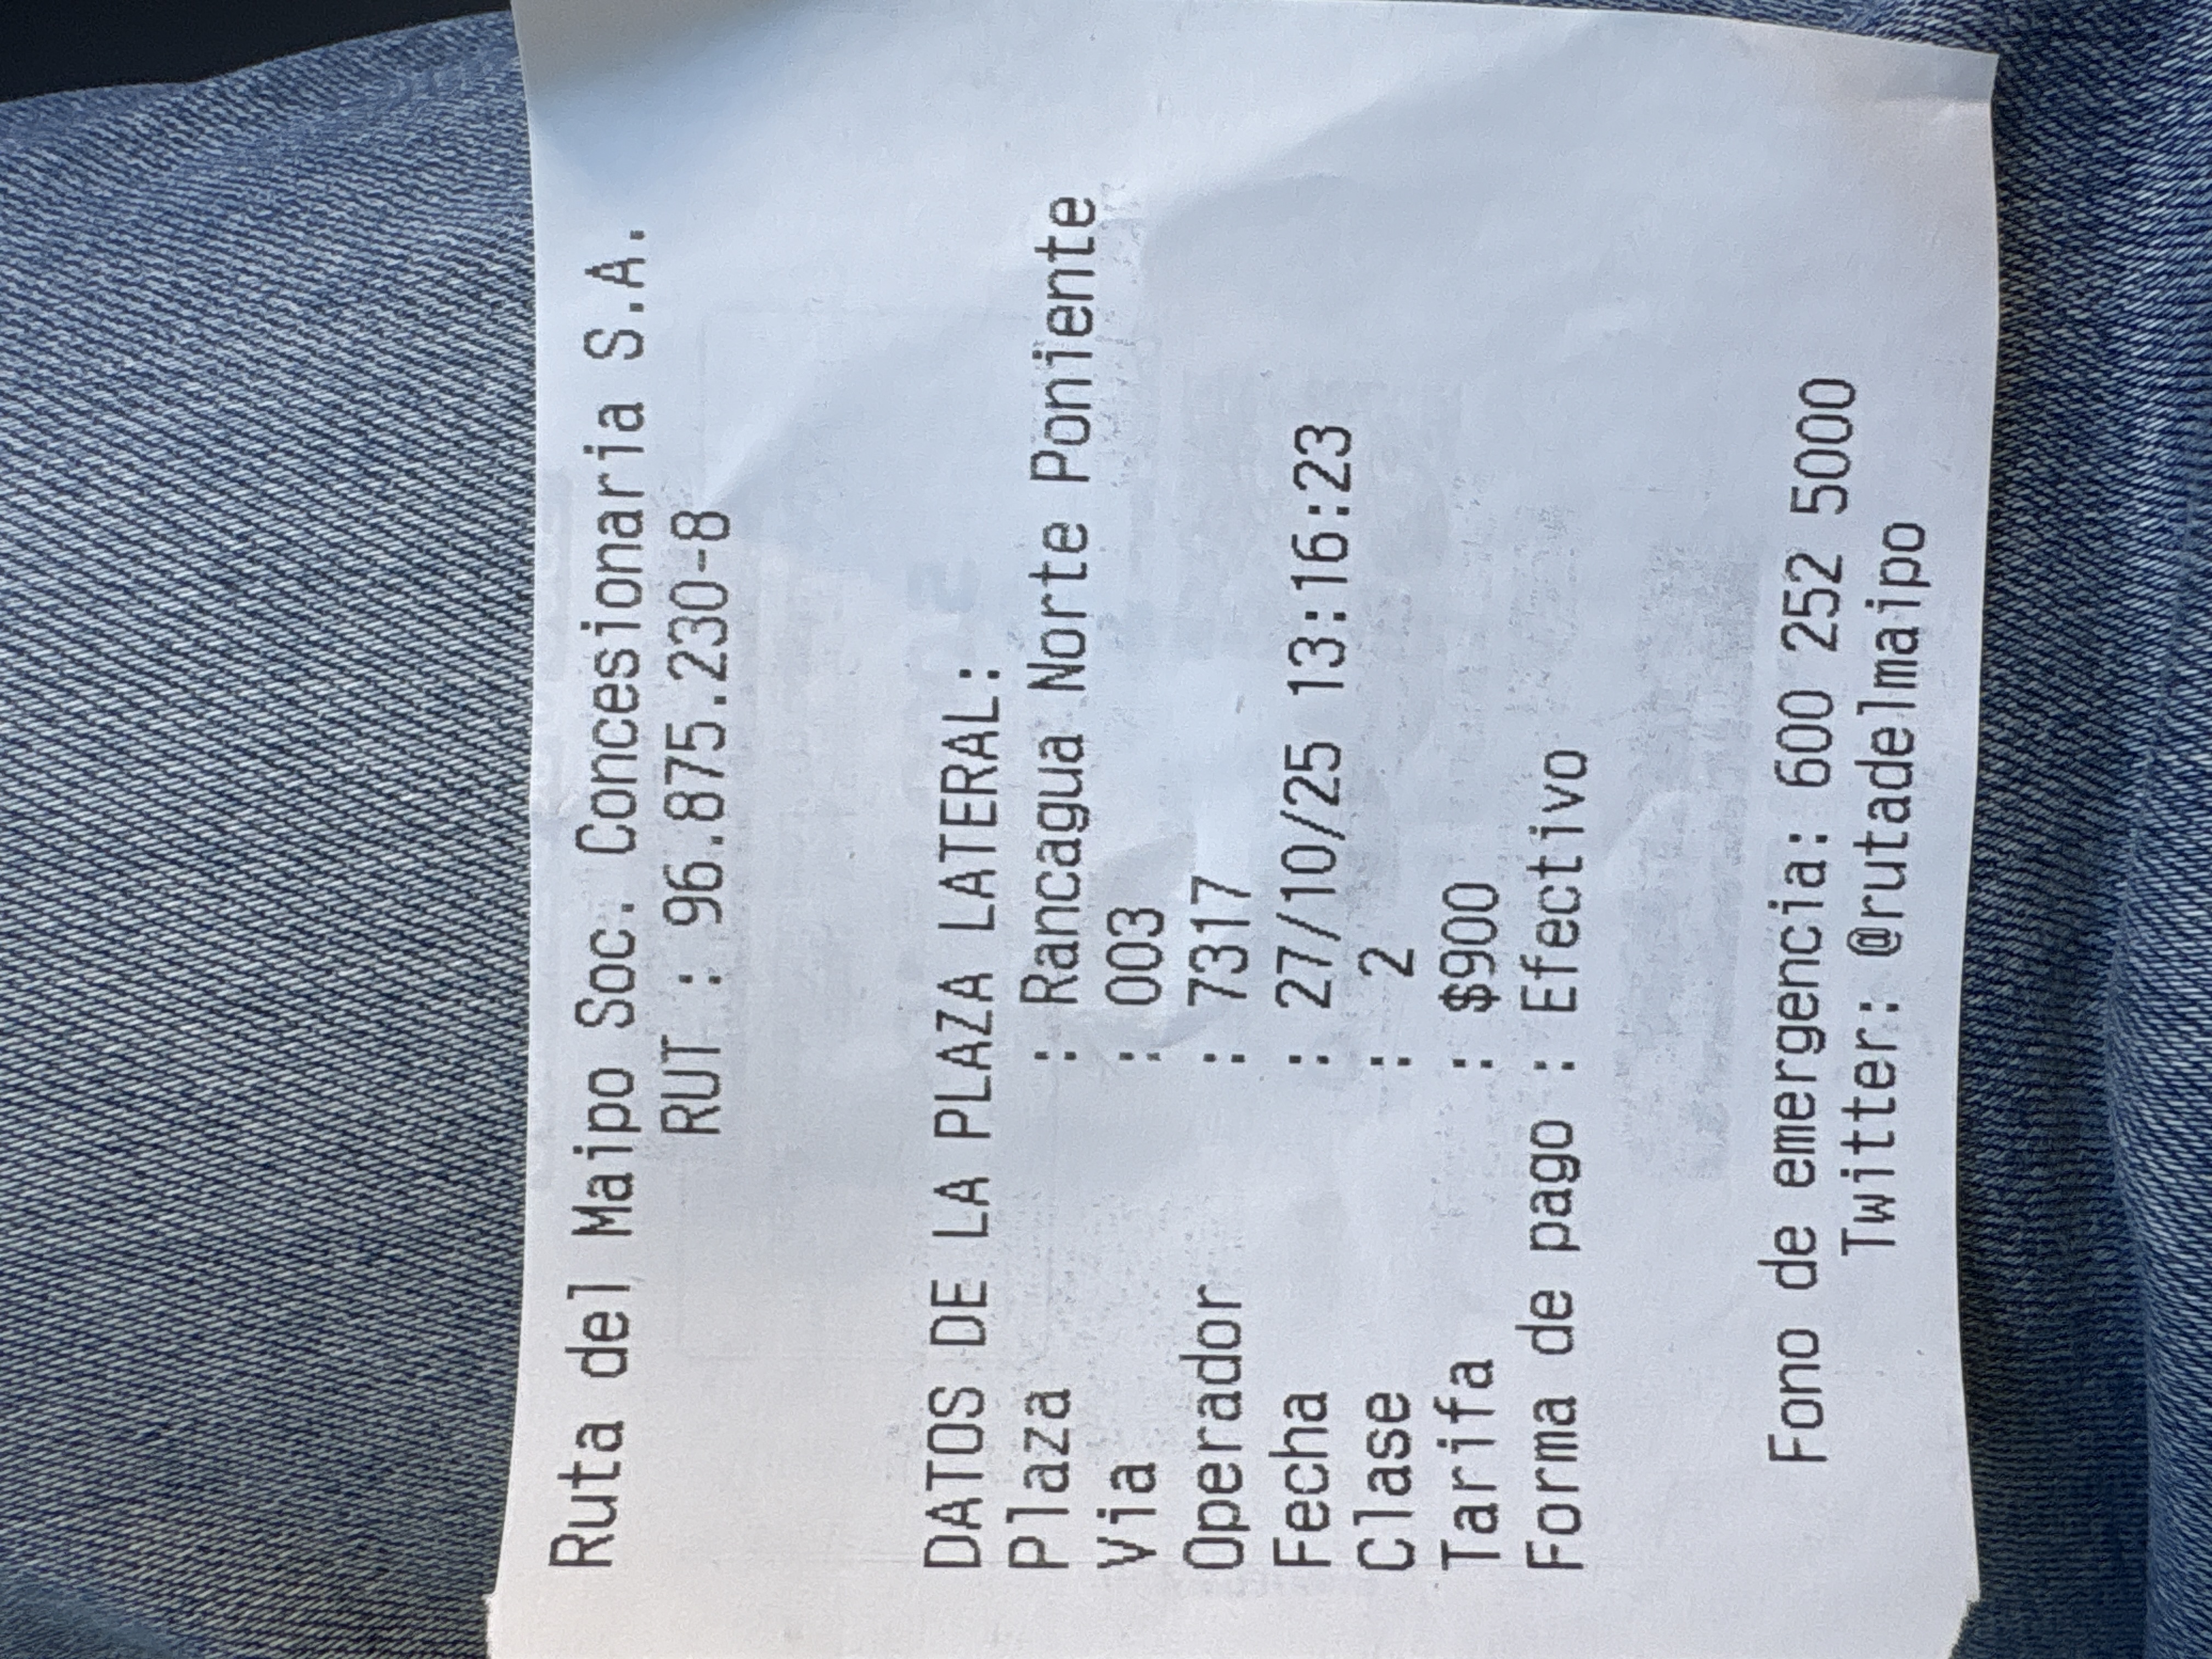 Ruta del Maipo Soc. Concesionaria S.A.
RUT : 96.875.230-8
DATOS DE LA PLAZA LATERAL:
Plaza : Rancagua Norte Poniente
Via : 003
Operador : 7317
Fecha : 27/10/25 13:16:23
Clase : 2
Tarifa : $900
Forma de pago : Efectivo
Fono de emergencia: 600 252 5000
Twitter: @rutadelmaipo